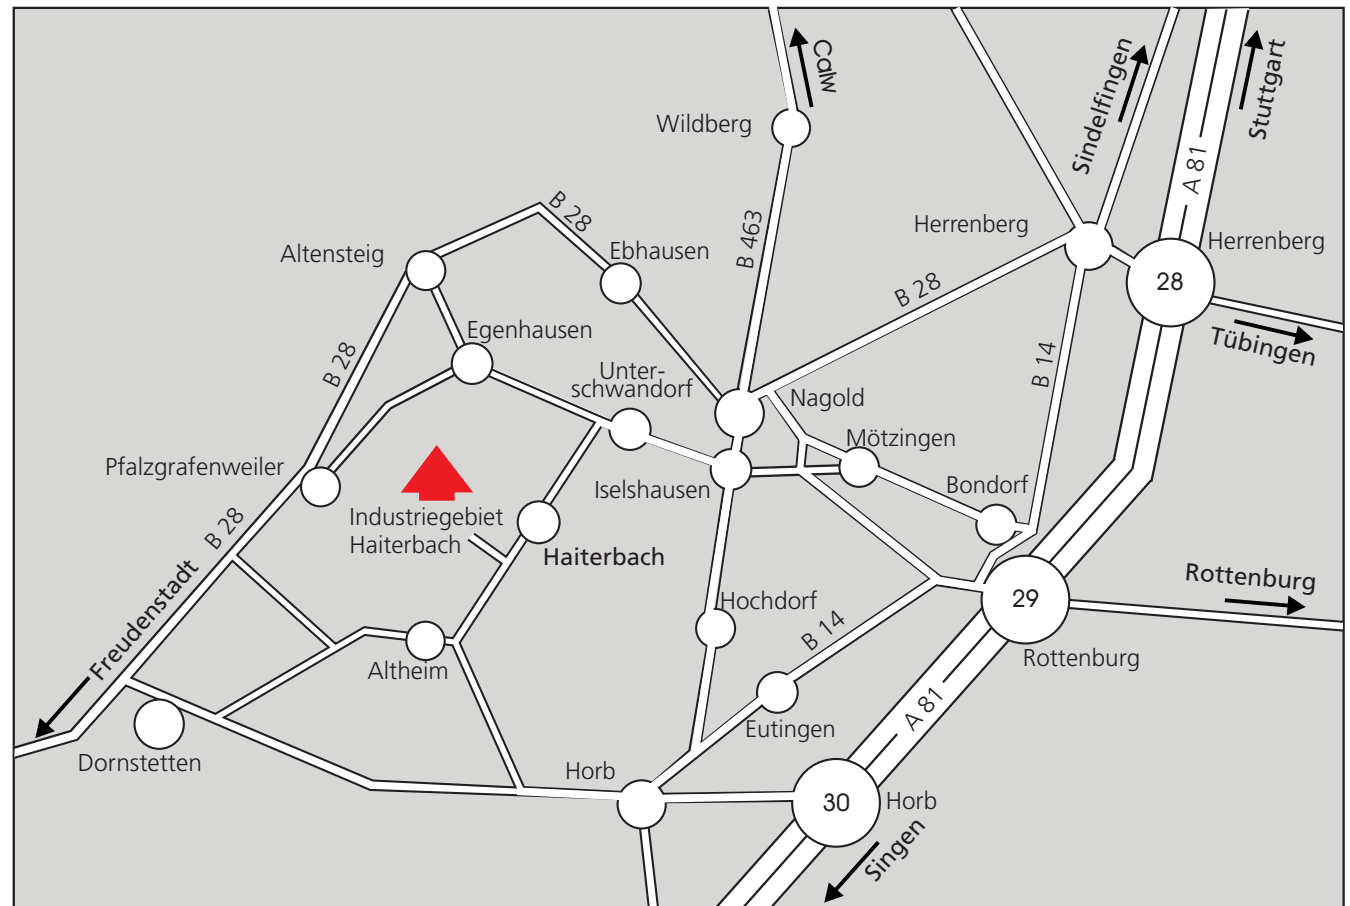 Calw
Sindelfingen
Stuttgart
Wildberg
A 81
B 28
B 463
Herrenberg
Herrenberg
Altensteig
Ebhausen
28
B 28
Tübingen
Egenhausen
B 28
Unter-
schwandorf
B 14
Nagold
Mötzingen
Pfalzgrafenweiler
Iselshausen
Bondorf
B 28
Industriegebiet
Haiterbach
Haiterbach
Freudenstadt
Rottenburg
29
Hochdorf
B 14
Rottenburg
Altheim
A 81
Eutingen
Dornstetten
Horb
30
Horb
Singen